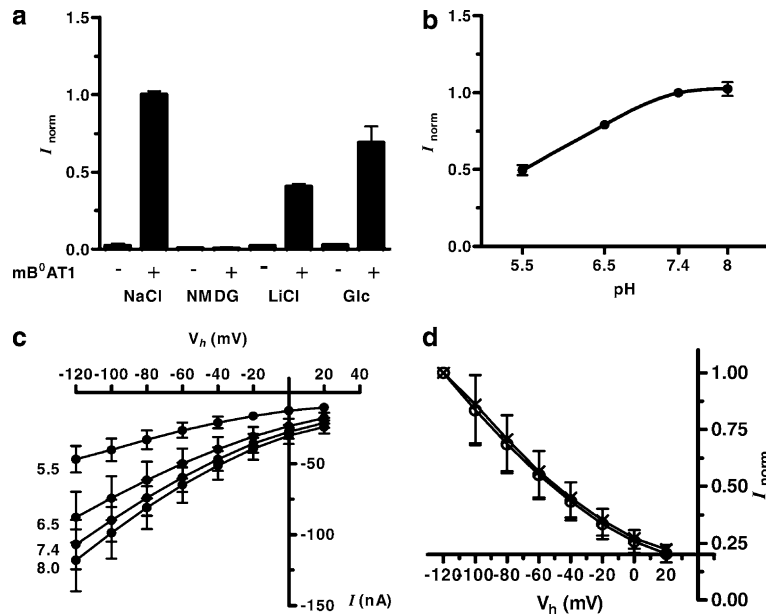 a
1.5
1.0
0.5
0.0
I norm
mB⁰AT1
- + - + - + - +
NaCl NMDG LiCl Glc
b
1.5
1.0
0.5
0.0
I norm
5.5 6.5 7.4 8
pH
c
Vh (mV)
-120 -100 -80 -60 -40 -20 0 20 40
5.5
6.5
7.4
8.0
-50
-100
-150
I (nA)
d
1.00
0.75
0.50
0.25
0.00
I norm
-120 -100 -80 -60 -40 -20 0 20
Vh (mV)